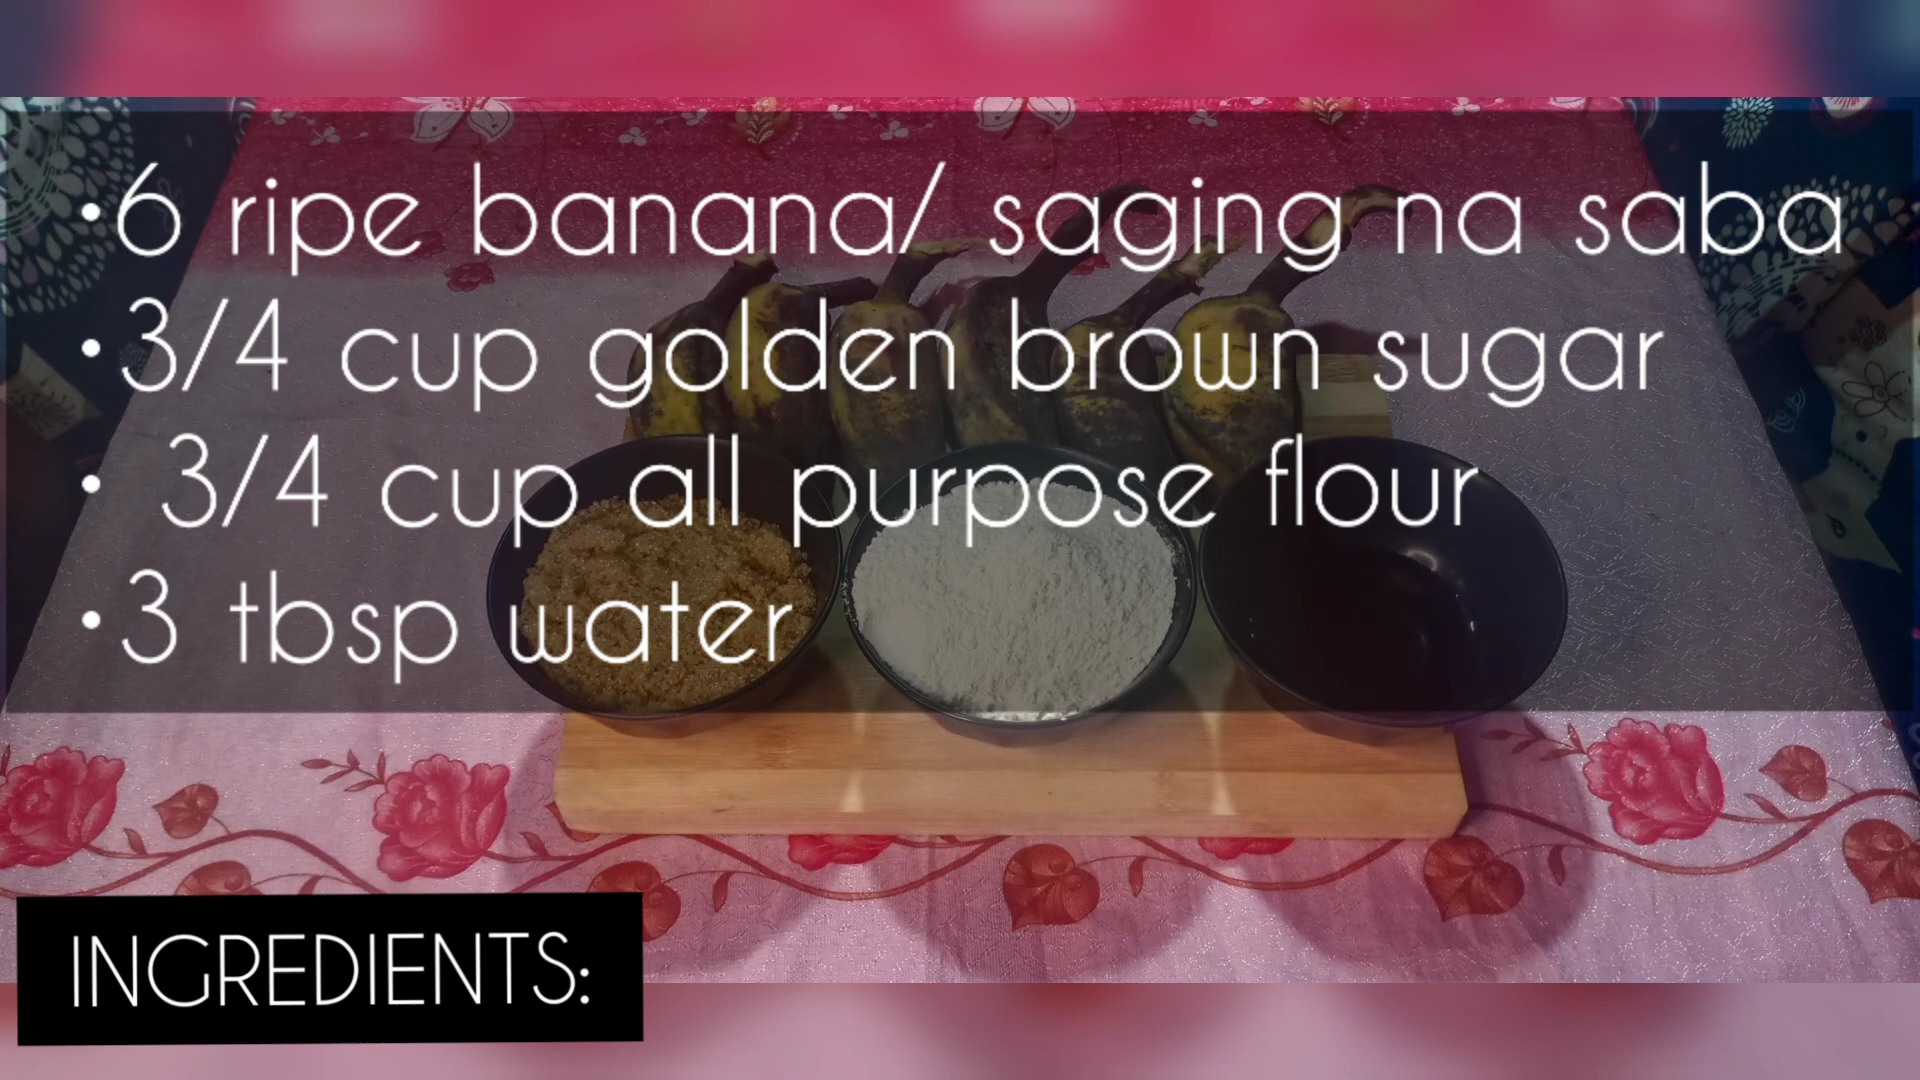 •6 ripe banana/ saging na saba
• 3/4 cup golden brown sugar
• 3/4 cup all purpose flour
•3 tbsp water
INGREDIENTS: